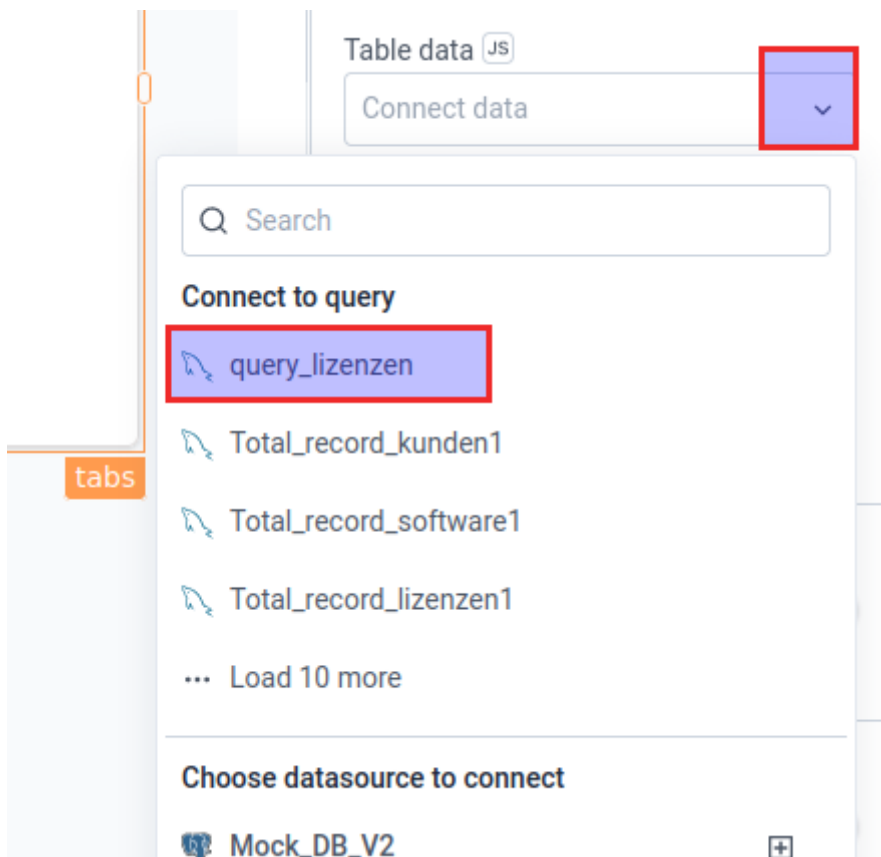 Table data JS
Connect data
Search
Connect to query
query_lizenzen
Total_record_kunden1
tabs
Total_record_software1
Total_record_lizenzen1
... Load 10 more
Choose datasource to connect
Mock_DB_V2